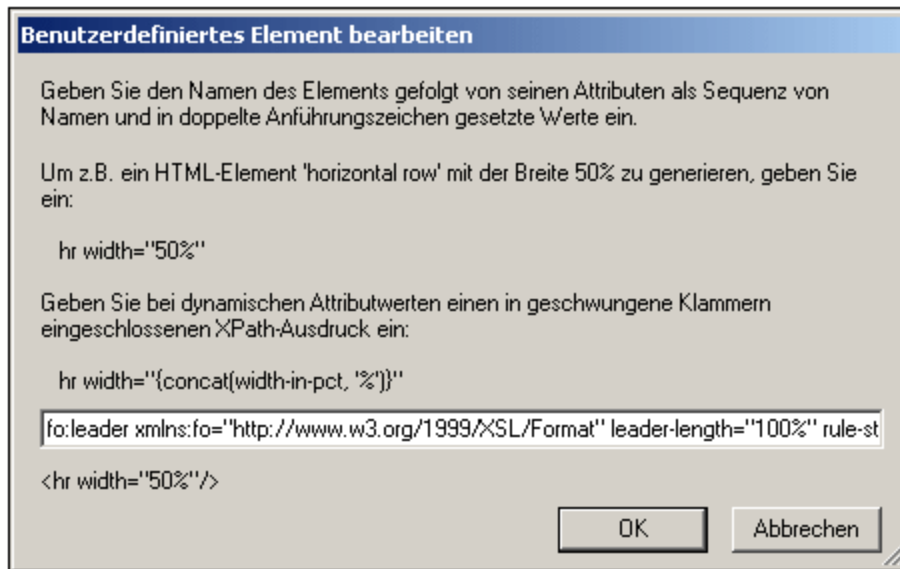 Benutzerdefiniertes Element bearbeiten
Geben Sie den Namen des Elements gefolgt von seinen Attributen als Sequenz von
Namen und in doppelte Anführungszeichen gesetzte Werte ein.
Um z.B. ein HTML-Element 'horizontal row' mit der Breite 50% zu generieren, geben Sie
ein:
hr width="50%"
Geben Sie bei dynamischen Attributwerten einen in geschwungene Klammern
eingeschlossenen XPath-Ausdruck ein:
hr width="{concat(width-in-pct, '%')}"
fo:leader xmlns:fo="http://www.w3.org/1999/XSL/Format" leader-length="100%" rule-st
<hr width="50%"/>
OK
Abbrechen